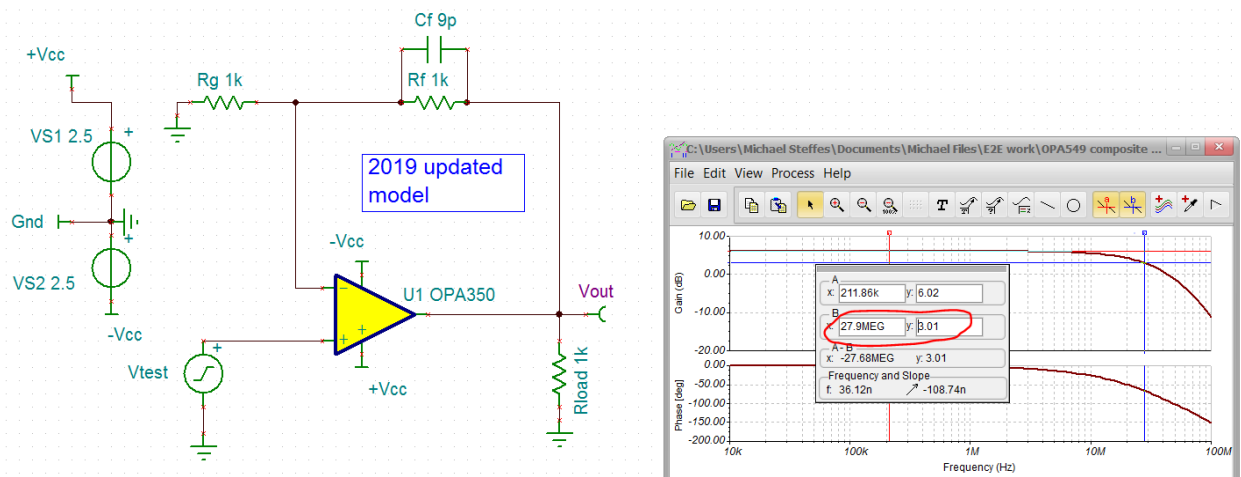 Cf 9p
+Vcc
Rg 1k
Rf 1k
VS1 2.5
+
2019 updated
model
Gnd
+
-Vcc
VS2 2.5
U1 OPA350
Vout
-Vcc
Vtest
+
+Vcc
Rload 1k
C:\Users\Michael Steffes\Documents\Michael Files\E2E work\OPA549 composite ...
File Edit View Process Help
10.00
0.00
-10.00
-20.00
Gain (dB)
A
x: 211.86k y: 6.02
B
x: 27.9MEG y: 3.01
A - B
x: -27.68MEG y: 3.01
Frequency and Slope
f: 36.12n -108.74n
0.00
-50.00
-100.00
-150.00
-200.00
Phase [deg]
10k 100k 1M 10M 100M
Frequency (Hz)